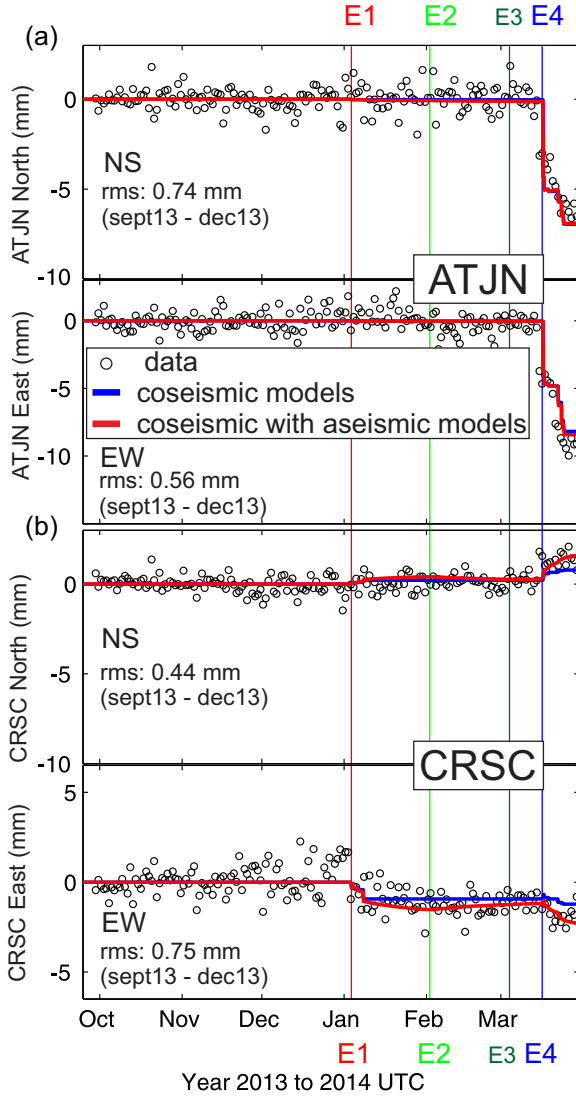 E1 E2 E3 E4
(a)
0
-5
-10
ATJN North (mm)
NS
rms: 0.74 mm
(sept13 - dec13)
ATJN
0
-5
-10
ATJN East (mm)
data
coseismic models
coseismic with aseismic models
EW
rms: 0.56 mm
(sept13 - dec13)
(b)
0
-5
-10
CRSC North (mm)
NS
rms: 0.44 mm
(sept13 - dec13)
CRSC
5
0
-5
CRSC East (mm)
EW
rms: 0.75 mm
(sept13 - dec13)
Oct Nov Dec Jan Feb Mar
E1 E2 E3 E4
Year 2013 to 2014 UTC